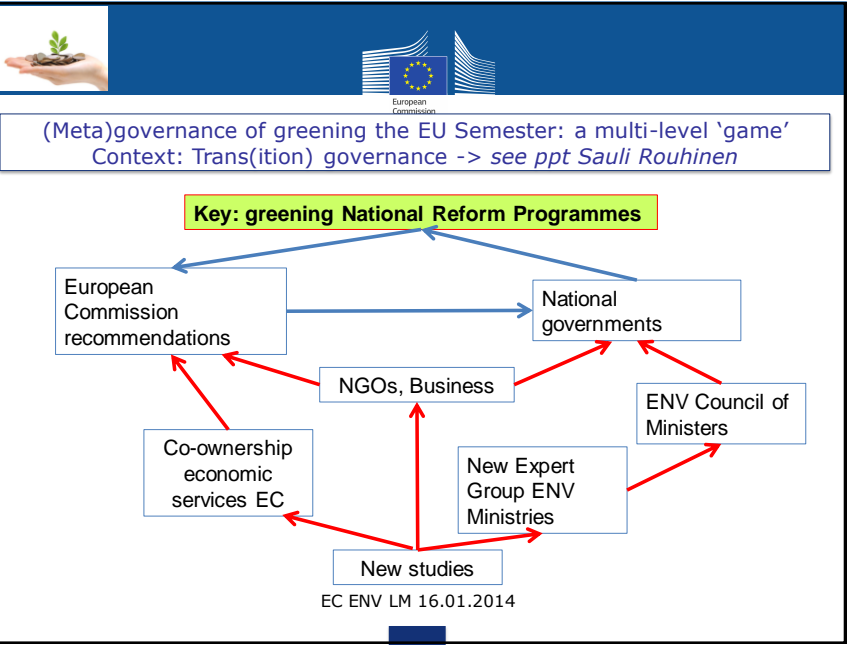 European
Commission
(Meta)governance of greening the EU Semester: a multi-level ‘game’
Context: Trans(ition) governance -> see ppt Sauli Rouhinen
Key: greening National Reform Programmes
European
Commission
recommendations
National
governments
NGOs, Business
ENV Council of
Ministers
Co-ownership
economic
services EC
New Expert
Group ENV
Ministries
New studies
EC ENV LM 16.01.2014